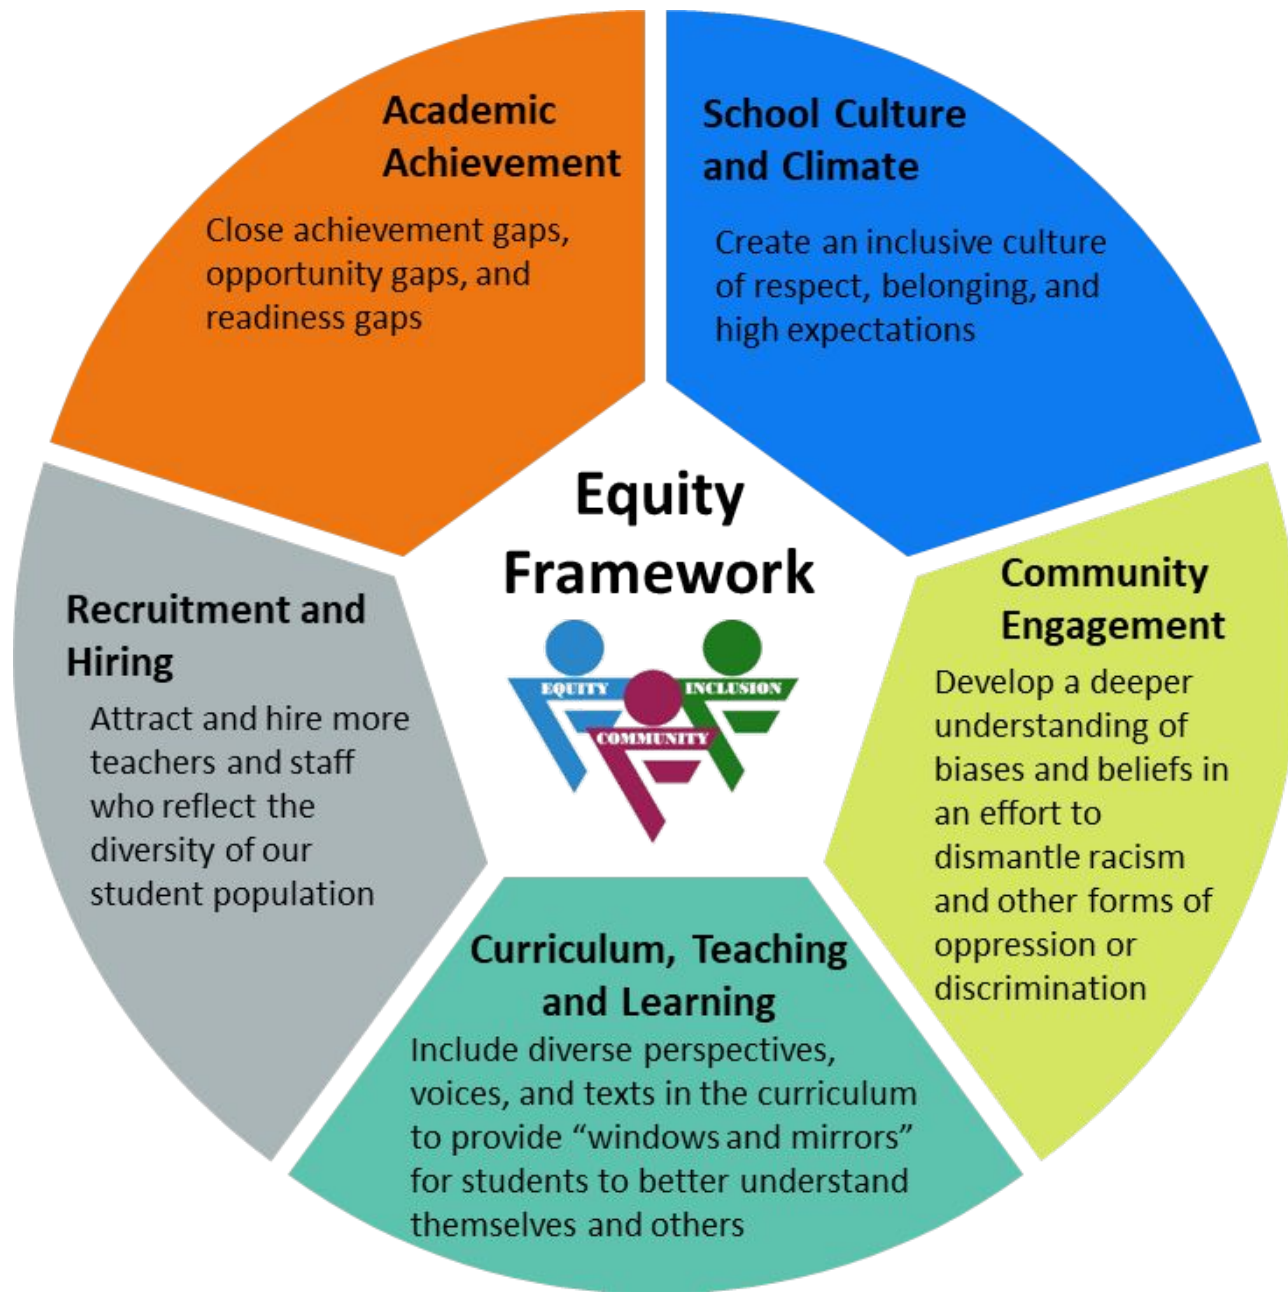 Academic
Achievement
Close achievement gaps,
opportunity gaps, and
readiness gaps
School Culture
and Climate
Create an inclusive culture
of respect, belonging, and
high expectations
Equity
Framework
EQUITY
INCLUSION
COMMUNITY
Community
Engagement
Develop a deeper
understanding of
biases and beliefs in
an effort to
dismantle racism
and other forms of
oppression or
discrimination
Recruitment and
Hiring
Attract and hire more
teachers and staff
who reflect the
diversity of our
student population
Curriculum, Teaching
and Learning
Include diverse perspectives,
voices, and texts in the curriculum
to provide “windows and mirrors”
for students to better understand
themselves and others